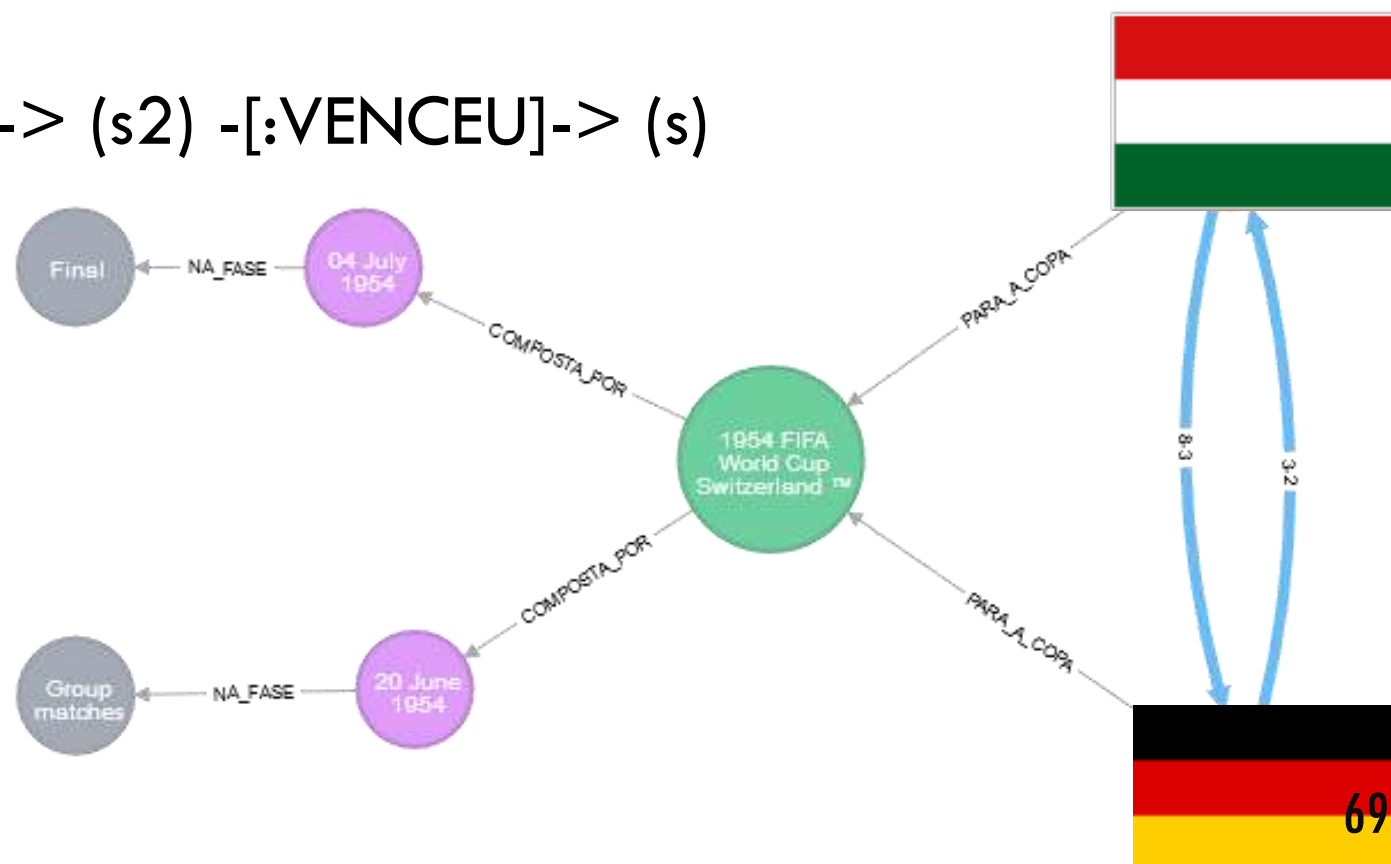 -> (s2) -[:VENCEU]-> (s)
Final
NA_FASE
04 July
1954
COMPOSTA_POR
PARA_A_COPA
1954 FIFA
World Cup
Switzerland ™
8-3
3-2
COMPOSTA_POR
PARA_A_COPA
Group
matches
NA_FASE
20 June
1954
69